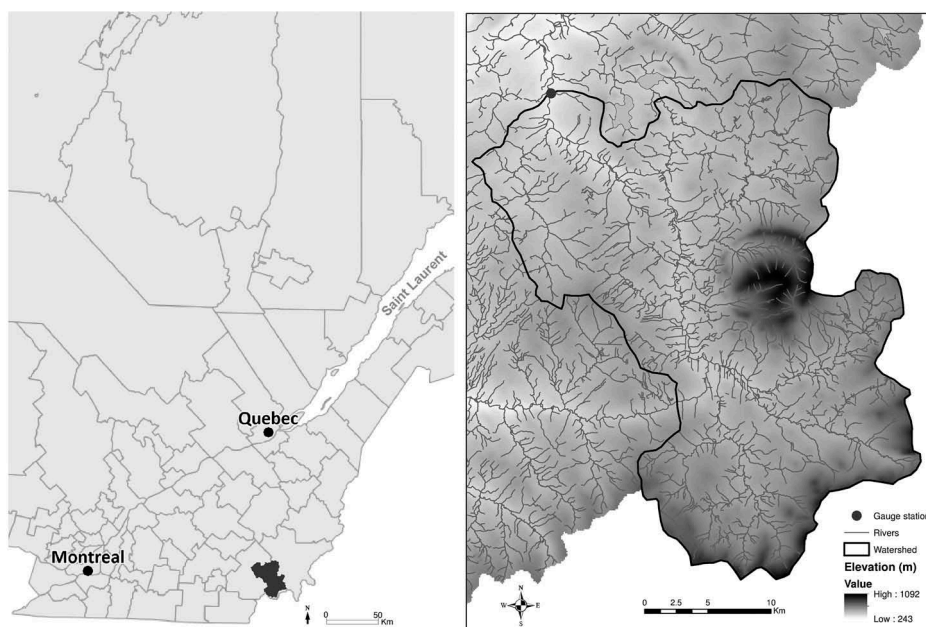 Saint Laurent
Quebec
Montreal
N
0
50
Km
Gauge station
Rivers
Watershed
Elevation (m)
Value
High : 1092
Low : 243
N
W
E
S
0 2.5 5 10
Km